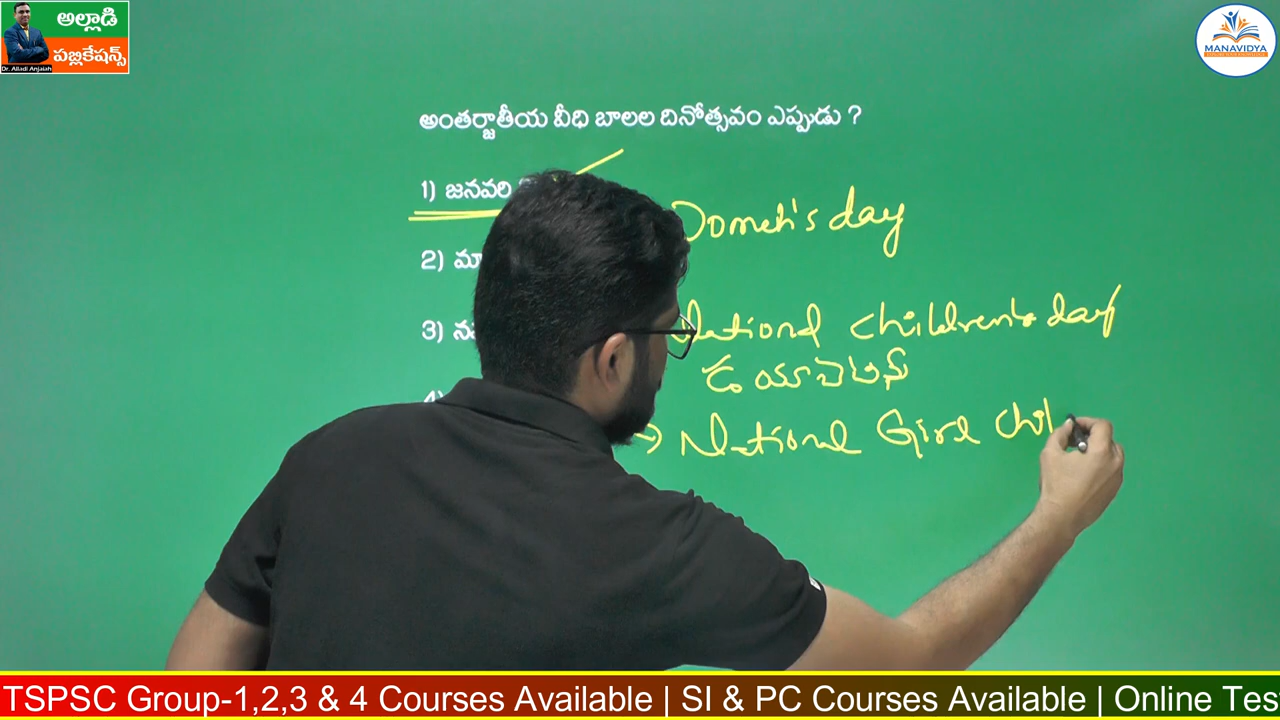 అల్లాడి
పబ్లికేషన్స్
Dr. Alladi Anjaiah
MANAVIDYA
అంతర్జాతీయ వీధి బాలల దినోత్సవం ఎప్పుడు ?
1) జనవరి
2) మా
3) న
4)
Domen's day
National children's day
National Girl Chil
TSPSC Group-1,2,3 & 4 Courses Available | SI & PC Courses Available | Online Tes